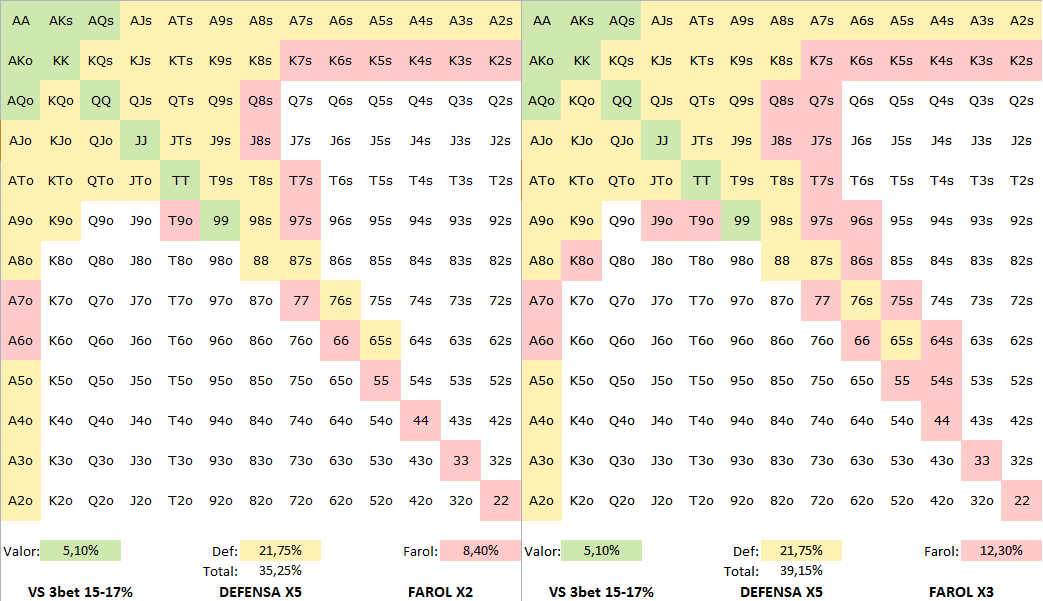 AA AKs AQs AJs ATs A9s A8s A7s A6s A5s A4s A3s A2s AA AKs AQs AJs ATs A9s A8s A7s A6s A5s A4s A3s A2s
AKo KK KQs KJs KTs K9s K8s K7s K6s K5s K4s K3s K2s AKo KK KQs KJs KTs K9s K8s K7s K6s K5s K4s K3s K2s
AQo KQo QQ QJs QTs Q9s Q8s Q7s Q6s Q5s Q4s Q3s Q2s AQo KQo QQ QJs QTs Q9s Q8s Q7s Q6s Q5s Q4s Q3s Q2s
AJo KJo QJo JJ JTs J9s J8s J7s J6s J5s J4s J3s J2s AJo KJo QJo JJ JTs J9s J8s J7s J6s J5s J4s J3s J2s
ATo KTo QTo JTo TT T9s T8s T7s T6s T5s T4s T3s T2s ATo KTo QTo JTo TT T9s T8s T7s T6s T5s T4s T3s T2s
A9o K9o Q9o J9o T9o 99 98s 97s 96s 95s 94s 93s 92s A9o K9o Q9o J9o T9o 99 98s 97s 96s 95s 94s 93s 92s
A8o K8o Q8o J8o T8o 98o 88 87s 86s 85s 84s 83s 82s A8o K8o Q8o J8o T8o 98o 88 87s 86s 85s 84s 83s 82s
A7o K7o Q7o J7o T7o 97o 87o 77 76s 75s 74s 73s 72s A7o K7o Q7o J7o T7o 97o 87o 77 76s 75s 74s 73s 72s
A6o K6o Q6o J6o T6o 96o 86o 76o 66 65s 64s 63s 62s A6o K6o Q6o J6o T6o 96o 86o 76o 66 65s 64s 63s 62s
A5o K5o Q5o J5o T5o 95o 85o 75o 65o 55 54s 53s 52s A5o K5o Q5o J5o T5o 95o 85o 75o 65o 55 54s 53s 52s
A4o K4o Q4o J4o T4o 94o 84o 74o 64o 54o 44 43s 42s A4o K4o Q4o J4o T4o 94o 84o 74o 64o 54o 44 43s 42s
A3o K3o Q3o J3o T3o 93o 83o 73o 63o 53o 43o 33 32s A3o K3o Q3o J3o T3o 93o 83o 73o 63o 53o 43o 33 32s
A2o K2o Q2o J2o T2o 92o 82o 72o 62o 52o 42o 32o 22 A2o K2o Q2o J2o T2o 92o 82o 72o 62o 52o 42o 32o 22
Valor: 5,10% Def: 21,75% Farol: 8,40% Valor: 5,10% Def: 21,75% Farol: 12,30%
Total: 35,25% Total: 39,15%
VS 3bet 15-17% DEFENSA X5 FAROL X2 VS 3bet 15-17% DEFENSA X5 FAROL X3